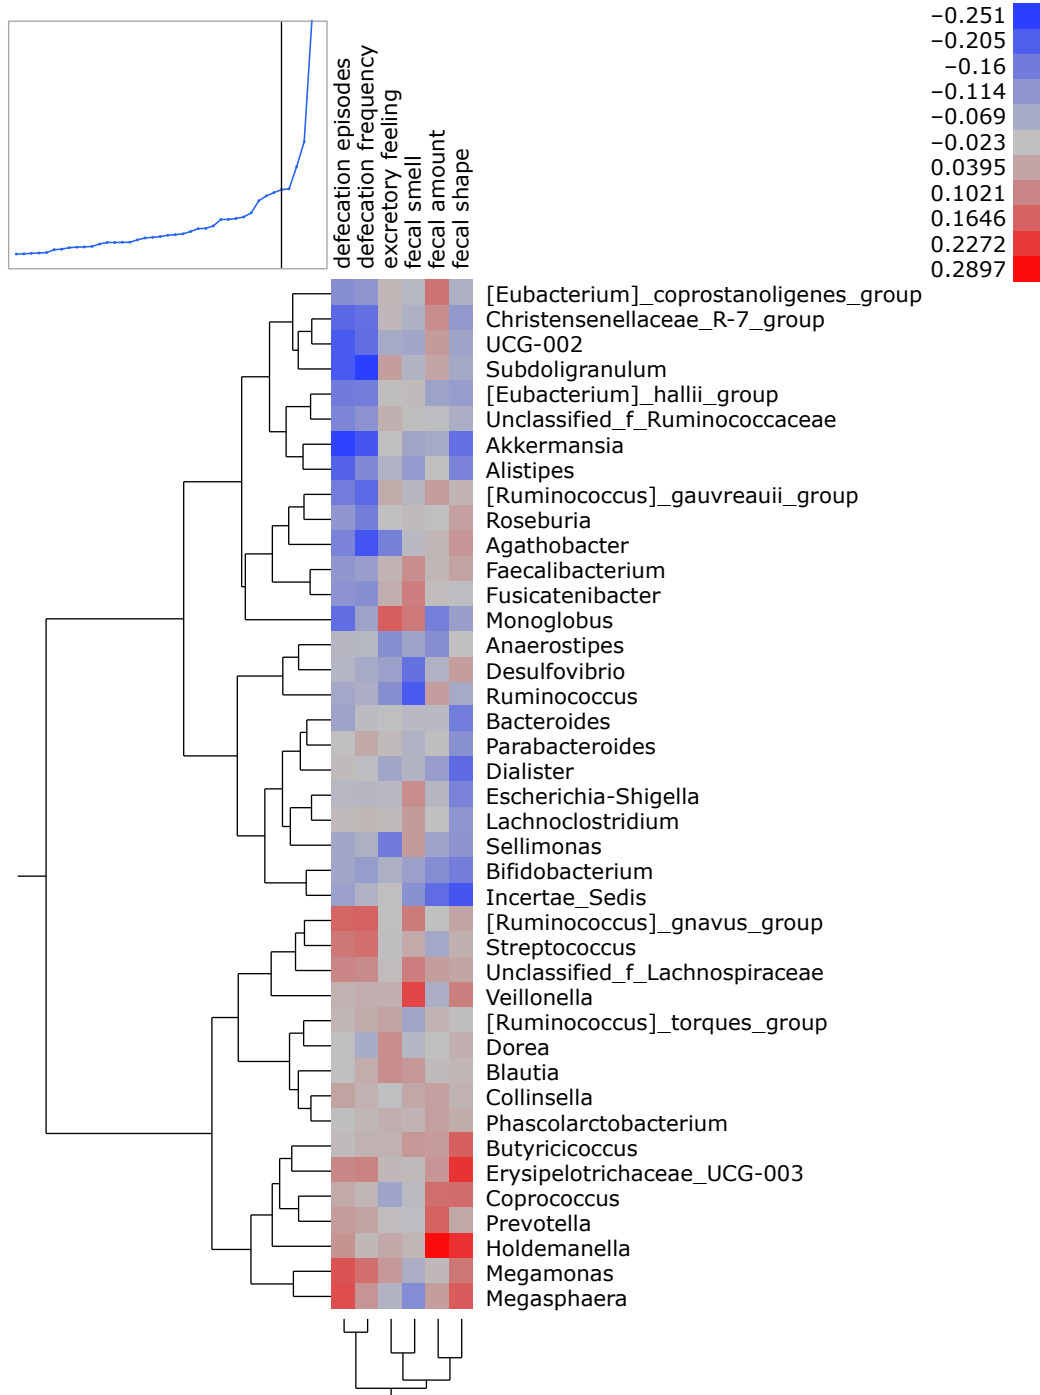 −0.251
−0.205
−0.16
−0.114
−0.069
−0.023
0.0395
0.1021
0.1646
0.2272
0.2897
defecation episodes
defecation frequency
excretory feeling
fecal smell
fecal amount
fecal shape
[Eubacterium]_coprostanoligenes_group
Christensenellaceae_R-7_group
UCG-002
Subdoligranulum
[Eubacterium]_hallii_group
Unclassified_f_Ruminococcaceae
Akkermansia
Alistipes
[Ruminococcus]_gauvreauii_group
Roseburia
Agathobacter
Faecalibacterium
Fusicatenibacter
Monoglobus
Anaerostipes
Desulfovibrio
Ruminococcus
Bacteroides
Parabacteroides
Dialister
Escherichia-Shigella
Lachnoclostridium
Sellimonas
Bifidobacterium
Incertae_Sedis
[Ruminococcus]_gnavus_group
Streptococcus
Unclassified_f_Lachnospiraceae
Veillonella
[Ruminococcus]_torques_group
Dorea
Blautia
Collinsella
Phascolarctobacterium
Butyricicoccus
Erysipelotrichaceae_UCG-003
Coprococcus
Prevotella
Holdemanella
Megamonas
Megasphaera